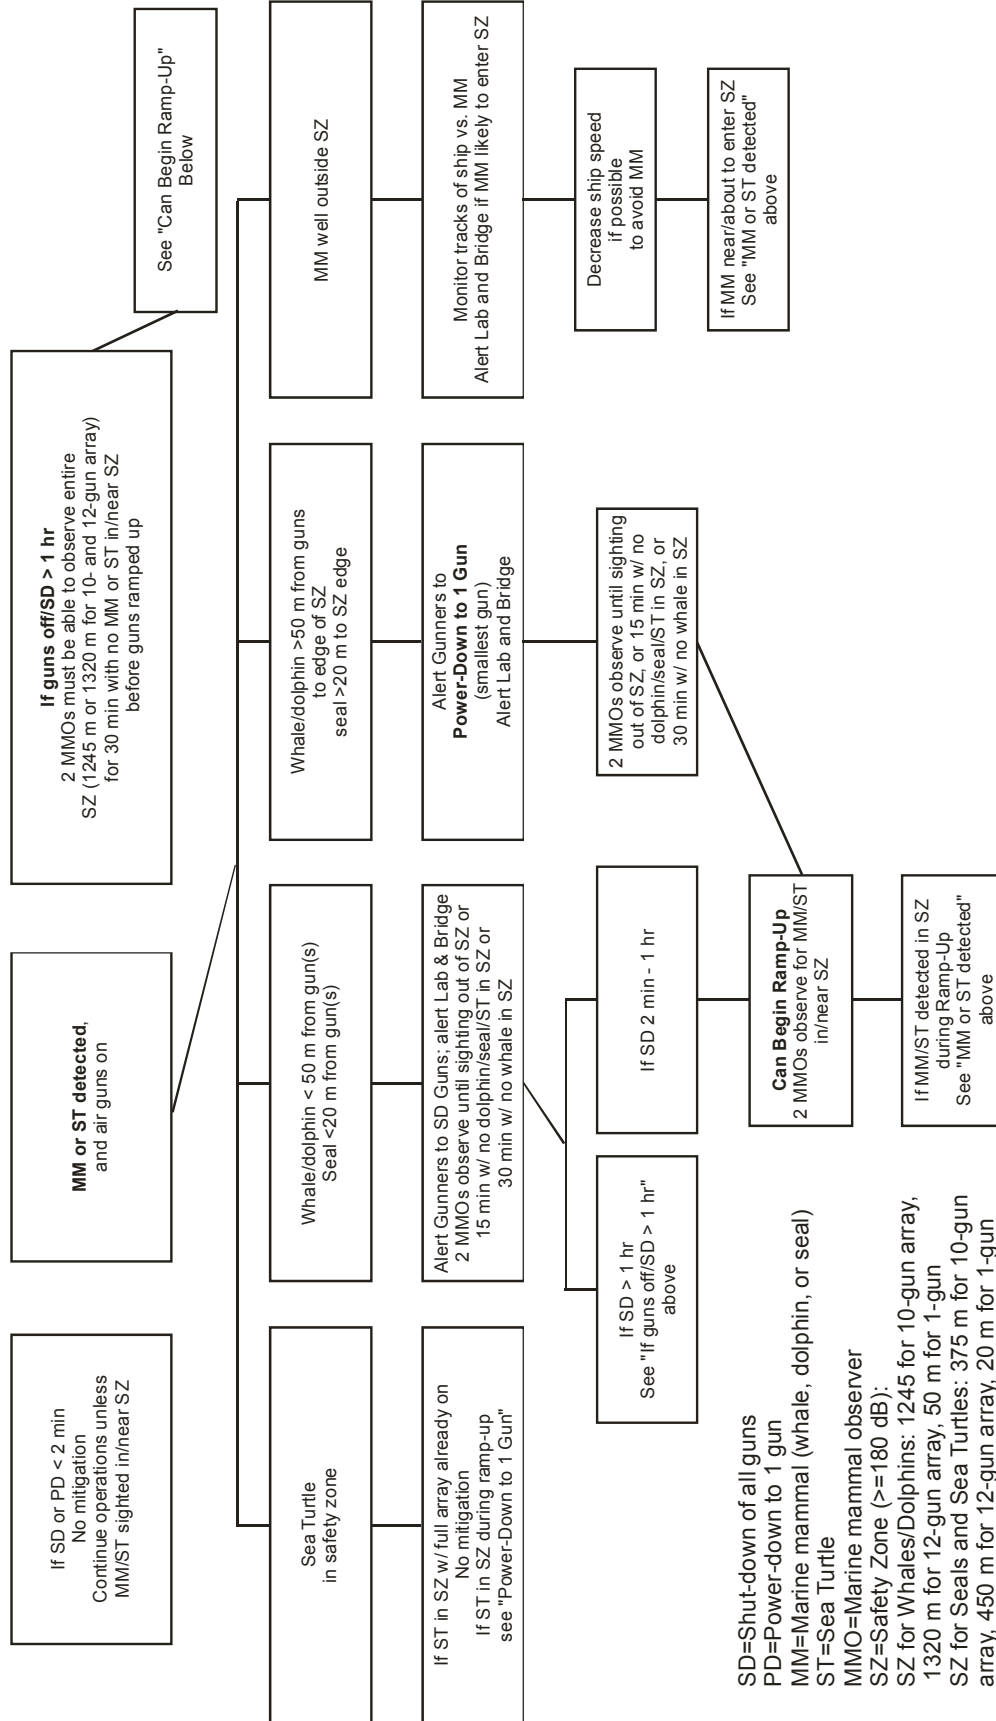 If SD or PD < 2 min
No mitigation
Continue operations unless
MM/ST sighted in/near SZ
MM or ST detected,
and air guns on
If guns off/SD > 1 hr
2 MMOs must be able to observe entire
SZ (1245 m or 1320 m for 10- and 12-gun array)
for 30 min with no MM or ST in/near SZ
before guns ramped up
See "Can Begin Ramp-Up"
Below
Sea Turtle
in safety zone
Whale/dolphin < 50 m from gun(s)
Seal <20 m from gun(s)
Whale/dolphin >50 m from guns
to edge of SZ
seal >20 m to SZ edge
MM well outside SZ
If ST in SZ w/ full array already on
No mitigation
If ST in SZ during ramp-up
see "Power-Down to 1 Gun"
Alert Gunners to SD Guns; alert Lab & Bridge
2 MMOs observe until sighting out of SZ or
15 min w/ no dolphin/seal/ST in SZ or
30 min w/ no whale in SZ
Alert Gunners to
Power-Down to 1 Gun
(smallest gun)
Alert Lab and Bridge
Monitor tracks of ship vs. MM
Alert Lab and Bridge if MM likely to enter SZ
If SD > 1 hr
See "If guns off/SD > 1 hr"
above
If SD 2 min - 1 hr
2 MMOs observe until sighting
out of SZ, or 15 min w/ no
dolphin/seal/ST in SZ, or
30 min w/ no whale in SZ
Decrease ship speed
if possible
to avoid MM
Can Begin Ramp-Up
2 MMOs observe for MM/ST
in/near SZ
If MM near/about to enter SZ
See "MM or ST detected"
above
If MM/ST detected in SZ
during Ramp-Up
See "MM or ST detected"
above
SD=Shut-down of all guns
PD=Power-down to 1 gun
MM=Marine mammal (whale, dolphin, or seal)
ST=Sea Turtle
MMO=Marine mammal observer
SZ=Safety Zone (>=180 dB):
SZ for Whales/Dolphins: 1245 for 10-gun array,
1320 m for 12-gun array, 50 m for 1-gun
SZ for Seals and Sea Turtles: 375 m for 10-gun
array, 450 m for 12-gun array, 20 m for 1-gun